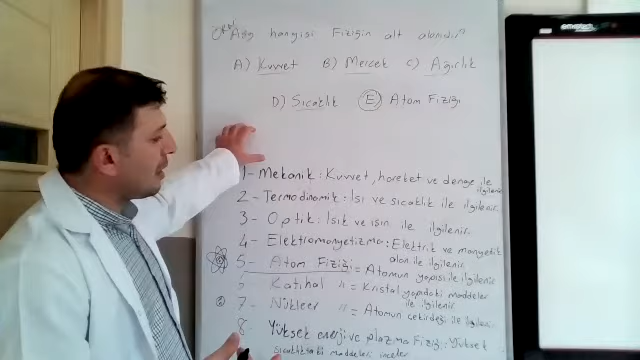 Aşğ hangisi Fiziğin alt alanıdır?
A) Kuvvet B) Mercek C) Ağırlık
D) Sıcaklık E) Atom Fiziği
1- Mekanik: Kuvvet, hareket ve denge ile ilgilenir
2- Termodinamik: Isı ve sıcaklık ile ilgilenir.
3- Optik: Işık ve ışın ile ilgilenir.
4- Elektromanyetizma: Elektrik ve manyetik alan ile ilgilenir.
5- Atom Fiziği = Atomun yapısı ile ilgilenir
6 Katıhal " = Kristal yapıdaki maddeler ile ilgilenir
7- Nükleer " = Atomun çekirdeği ile ilgilenir
8- Yüksek enerji ve plazma Fiziği: Yüksek
sıcaklıktaki maddeleri inceler